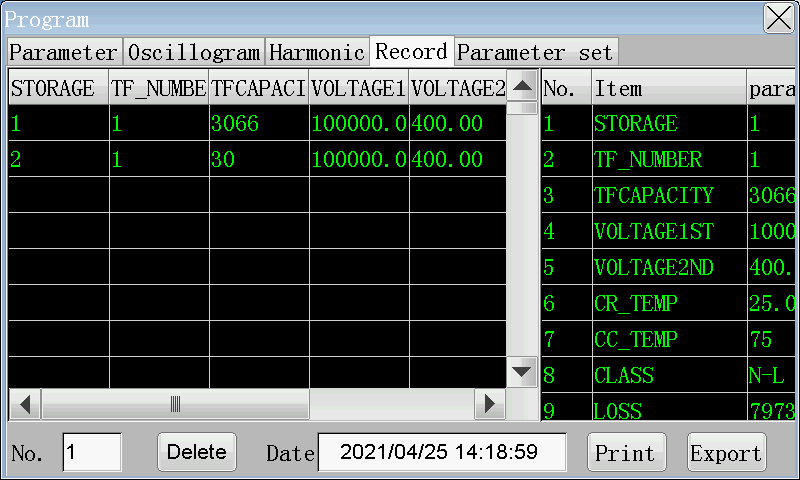 Program
Parameter Oscillogram Harmonic Record Parameter set
STORAGE TF_NUMBE TFCAPACI VOLTAGE1 VOLTAGE2 No. Item para
1 1 3066 100000.0 400.00 1 STORAGE 1
2 1 30 100000.0 400.00 2 TF_NUMBER 1
3 TFCAPACITY 3066
4 VOLTAGE1ST 1000
5 VOLTAGE2ND 400.
6 CR_TEMP 25.0
7 CC_TEMP 75
8 CLASS N-L
9 LOSS 7973
No. 1 Delete Date 2021/04/25 14:18:59 Print Export